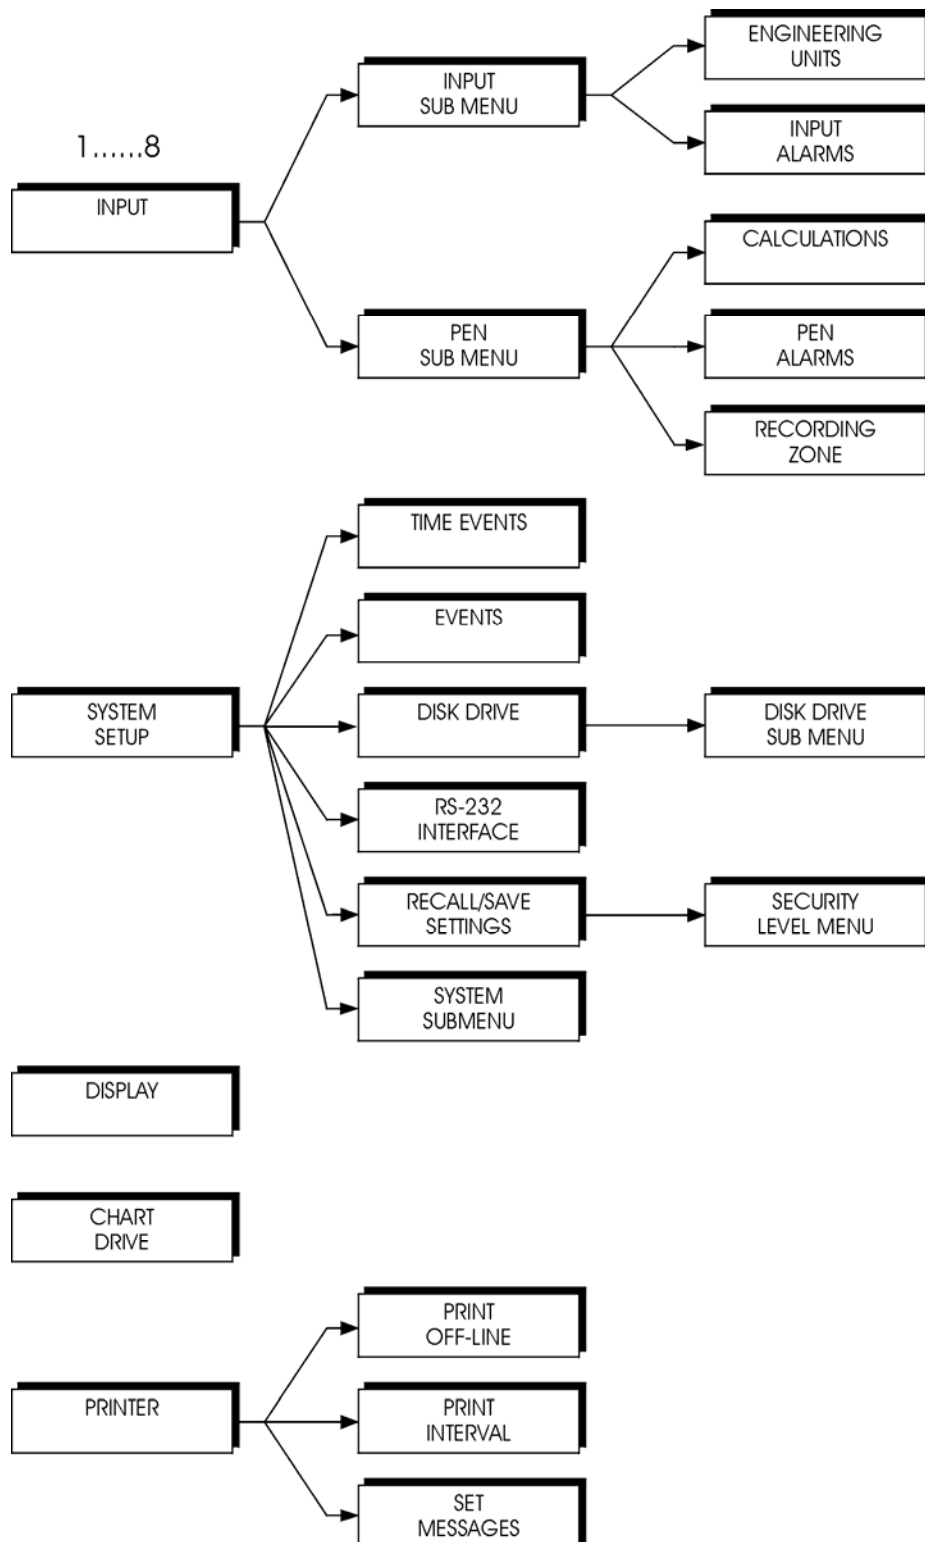 1......8
INPUT
INPUT
SUB MENU
ENGINEERING
UNITS
INPUT
ALARMS
PEN
SUB MENU
CALCULATIONS
PEN
ALARMS
RECORDING
ZONE
SYSTEM
SETUP
TIME EVENTS
EVENTS
DISK DRIVE
DISK DRIVE
SUB MENU
RS-232
INTERFACE
RECALL/SAVE
SETTINGS
SECURITY
LEVEL MENU
SYSTEM
SUBMENU
DISPLAY
CHART
DRIVE
PRINTER
PRINT
OFF-LINE
PRINT
INTERVAL
SET
MESSAGES